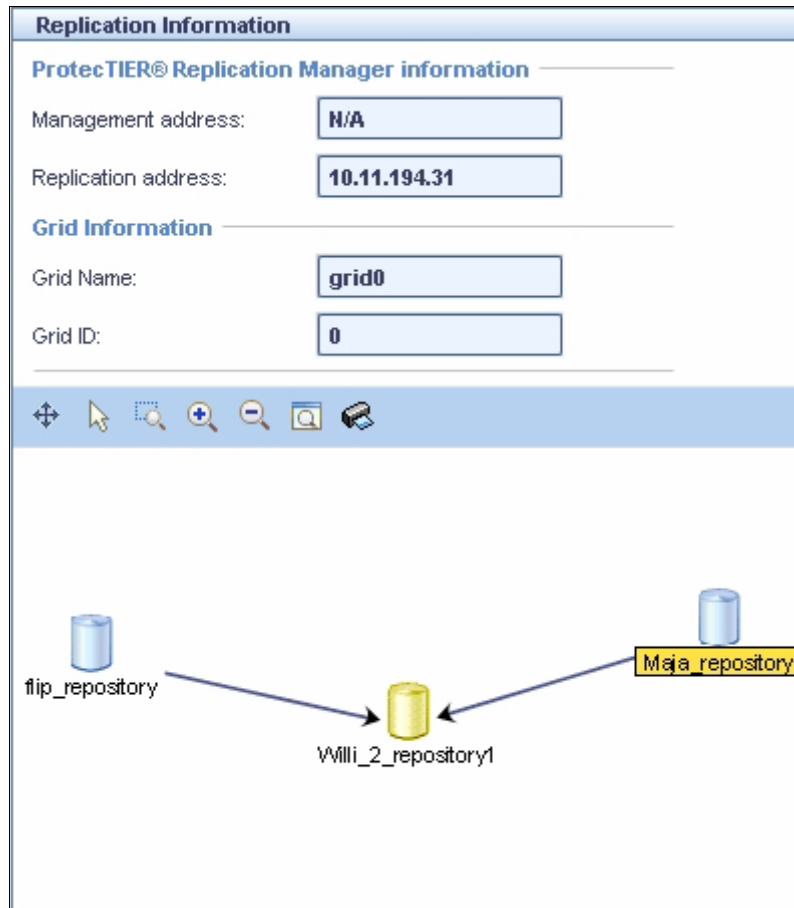 Replication Information
ProtecTIER® Replication Manager information
Management address: N/A
Replication address: 10.11.194.31
Grid Information
Grid Name: grid0
Grid ID: 0
flip_repository
Maja_repository
Willi_2_repository1